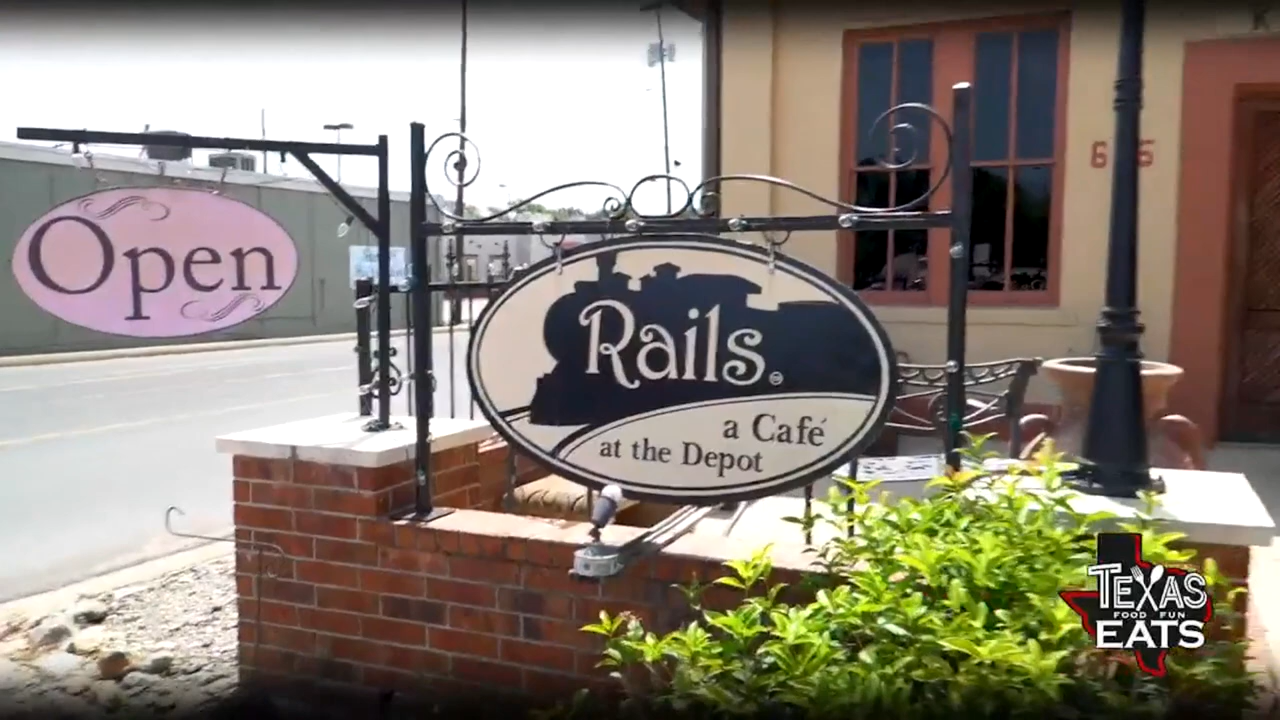 Open
Rails
a Café
at the Depot
TEXAS
FOOD FUN
EATS